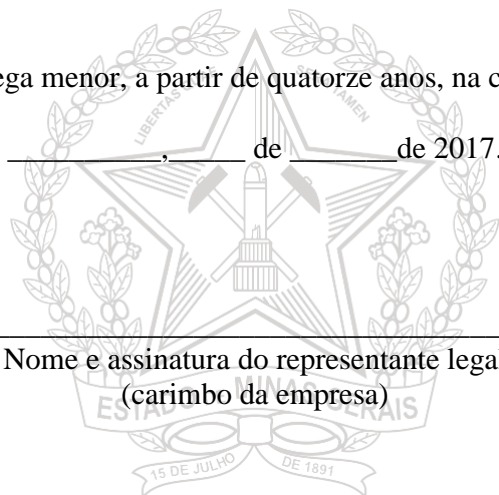 ega menor, a partir de quatorze anos, na c
__________,_____ de _______de 2017.
Nome e assinatura do representante lega
(carimbo da empresa)
LIBERTAS
TAMEN
ESTADO MINAS GERAIS
15 DE JULHO DE 1891